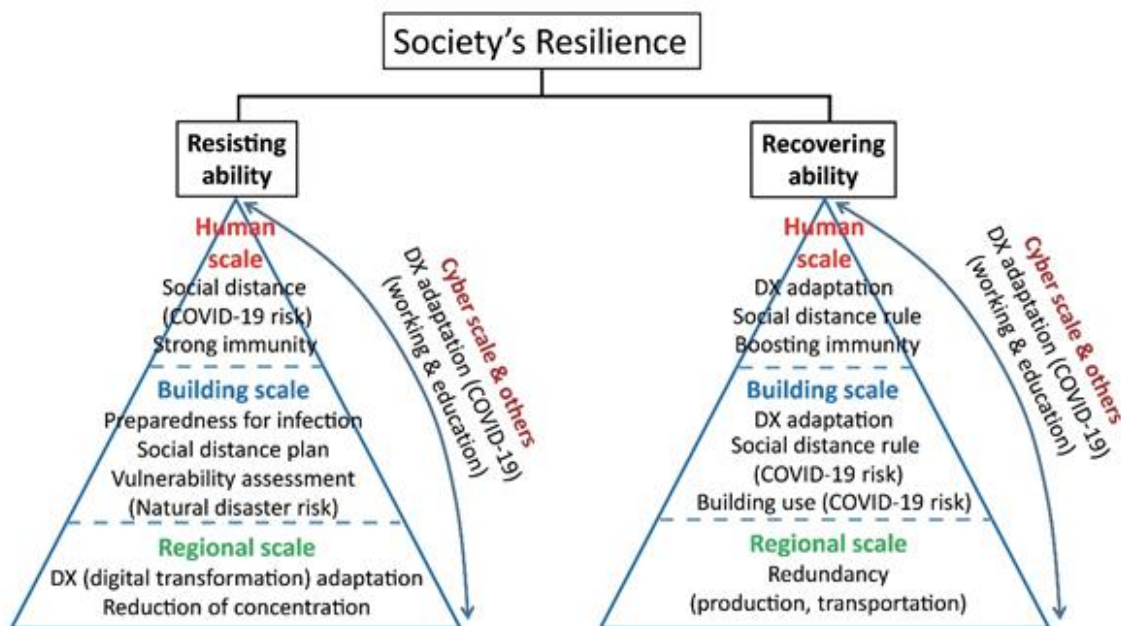 Society's Resilience
Resisting
ability
Human
scale
Social distance
(COVID-19 risk)
Strong immunity
Building scale
Preparedness for infection
Social distance plan
Vulnerability assessment
(Natural disaster risk)
Regional scale
DX (digital transformation) adaptation
Reduction of concentration
Cyber scale & others
DX adaptation (COVID-19)
(working & education)
Recovering
ability
Human
scale
DX adaptation
Social distance rule
Boosting immunity
Building scale
DX adaptation
Social distance rule
(COVID-19 risk)
Building use (COVID-19 risk)
Regional scale
Redundancy
(production, transportation)
Cyber scale & others
DX adaptation (COVID-19)
(working & education)